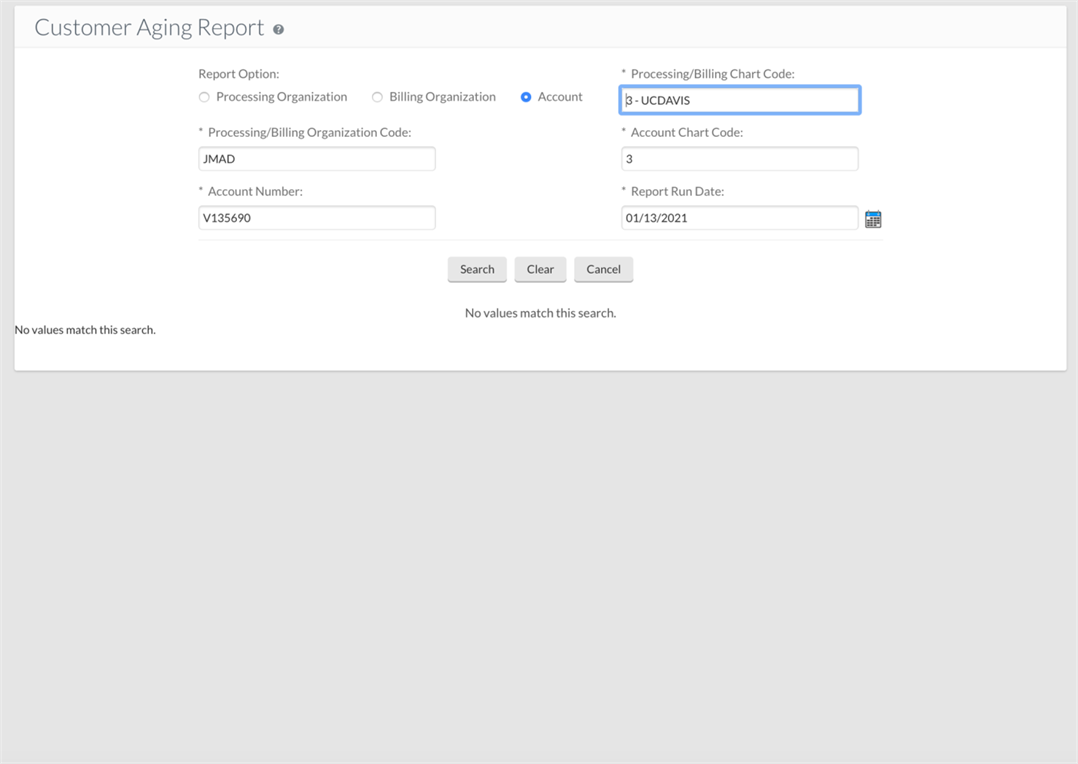 Customer Aging Report
Report Option:
* Processing/Billing Chart Code:
Processing Organization Billing Organization Account
3 - UCDAVIS
* Processing/Billing Organization Code:
* Account Chart Code:
JMAD
3
* Account Number:
* Report Run Date:
V135690
01/13/2021
Search Clear Cancel
No values match this search.
No values match this search.